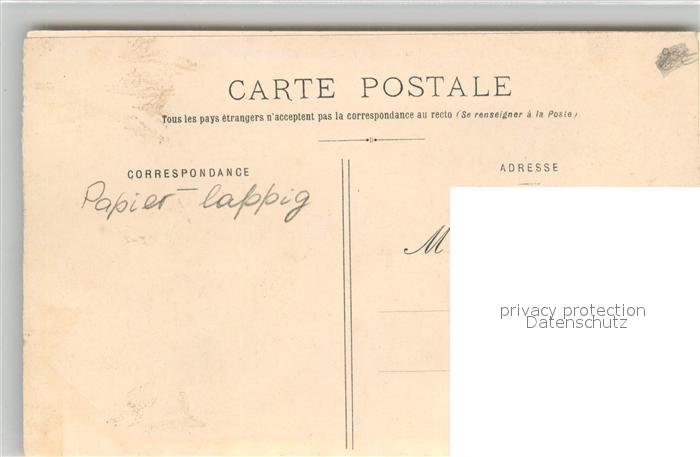 CARTE POSTALE
Tous les pays étrangers n'acceptent pas la correspondance au recto (Se renseigner à la Poste)
CORRESPONDANCE
Papier lappig
ADRESSE
M
privacy protection
Datenschutz